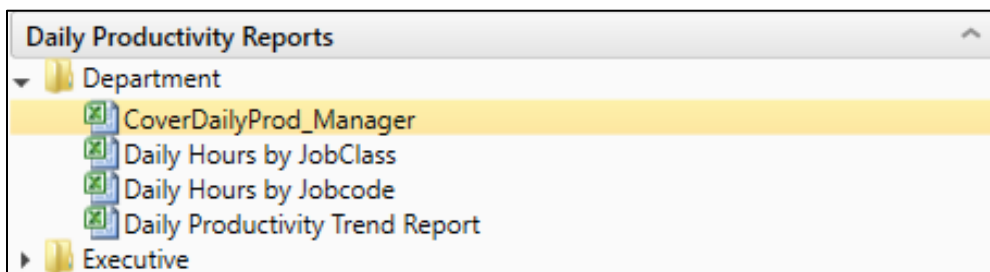 Daily Productivity Reports
Department
CoverDailyProd_Manager
Daily Hours by JobClass
Daily Hours by Jobcode
Daily Productivity Trend Report
Executive